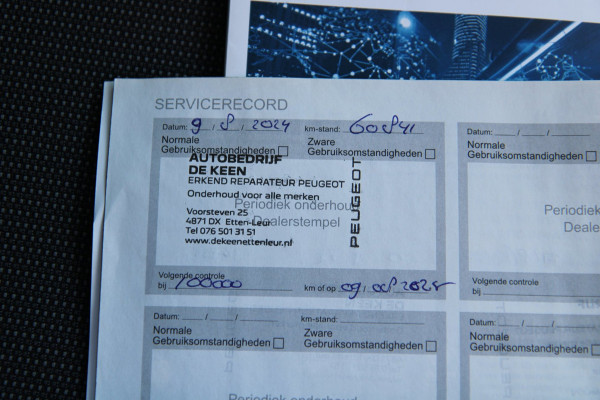 SERVICERECORD
Datum: 9 / 8 / 2024 km-stand: 60841
Normale Gebruiksomstandigheden
Zware Gebruiksomstandigheden
AUTOBEDRIJF
DE KEEN
ERKEND REPARATEUR PEUGEOT
Onderhoud voor alle merken
Voorsteven 25
4871 DX Etten-Leur
Tel 076 501 31 51
www.dekeenettenleur.nl
PEUGEOT
Periodiek onderhoud
Dealerstempel
Volgende controle
bij 100000 km of op 09.08.2025
Datum: / / km-stand:
Normale Gebruiksomstandigheden
Zware Gebruiksomstandigheden
Periodiek onderhoud
Datum: / /
Normale
Gebruiksomstandigheden
Periodiek
Deale
Volgende controle
bij
Datum: / /
Normale
Gebruiksomstandigheden